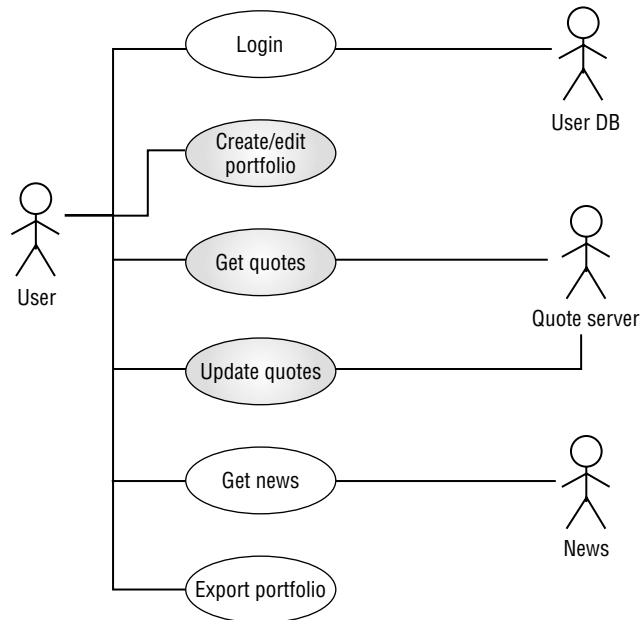 Login
User DB
Create/edit
portfolio
User
Get quotes
Quote server
Update quotes
Get news
News
Export portfolio